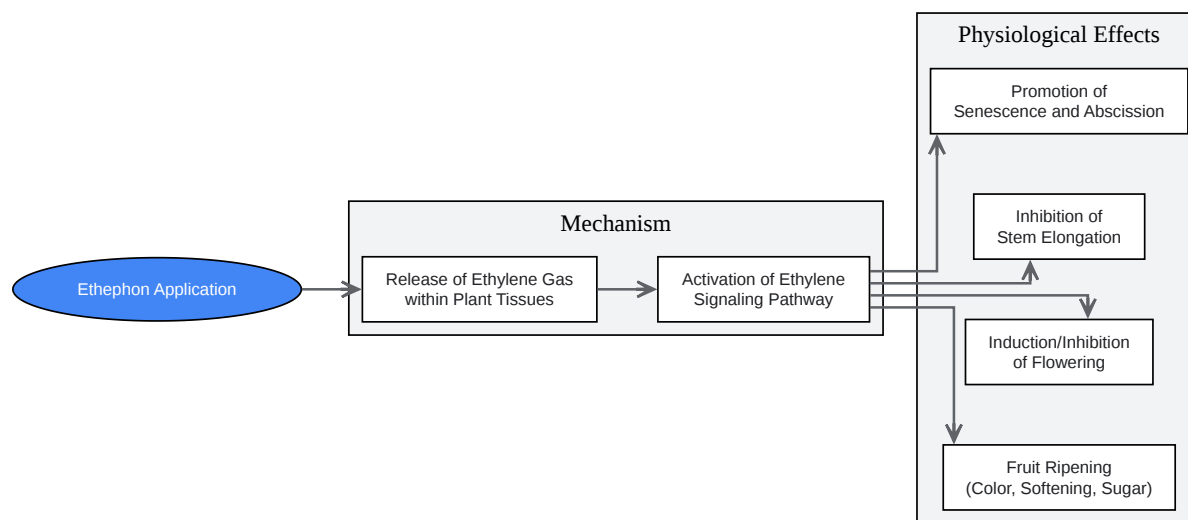 Physiological Effects
Promotion of
Senescence and Abscission
Mechanism
Inhibition of
Stem Elongation
Ethephon Application
Release of Ethylene Gas
within Plant Tissues
Activation of Ethylene
Signaling Pathway
Induction/Inhibition
of Flowering
Fruit Ripening
(Color, Softening, Sugar)